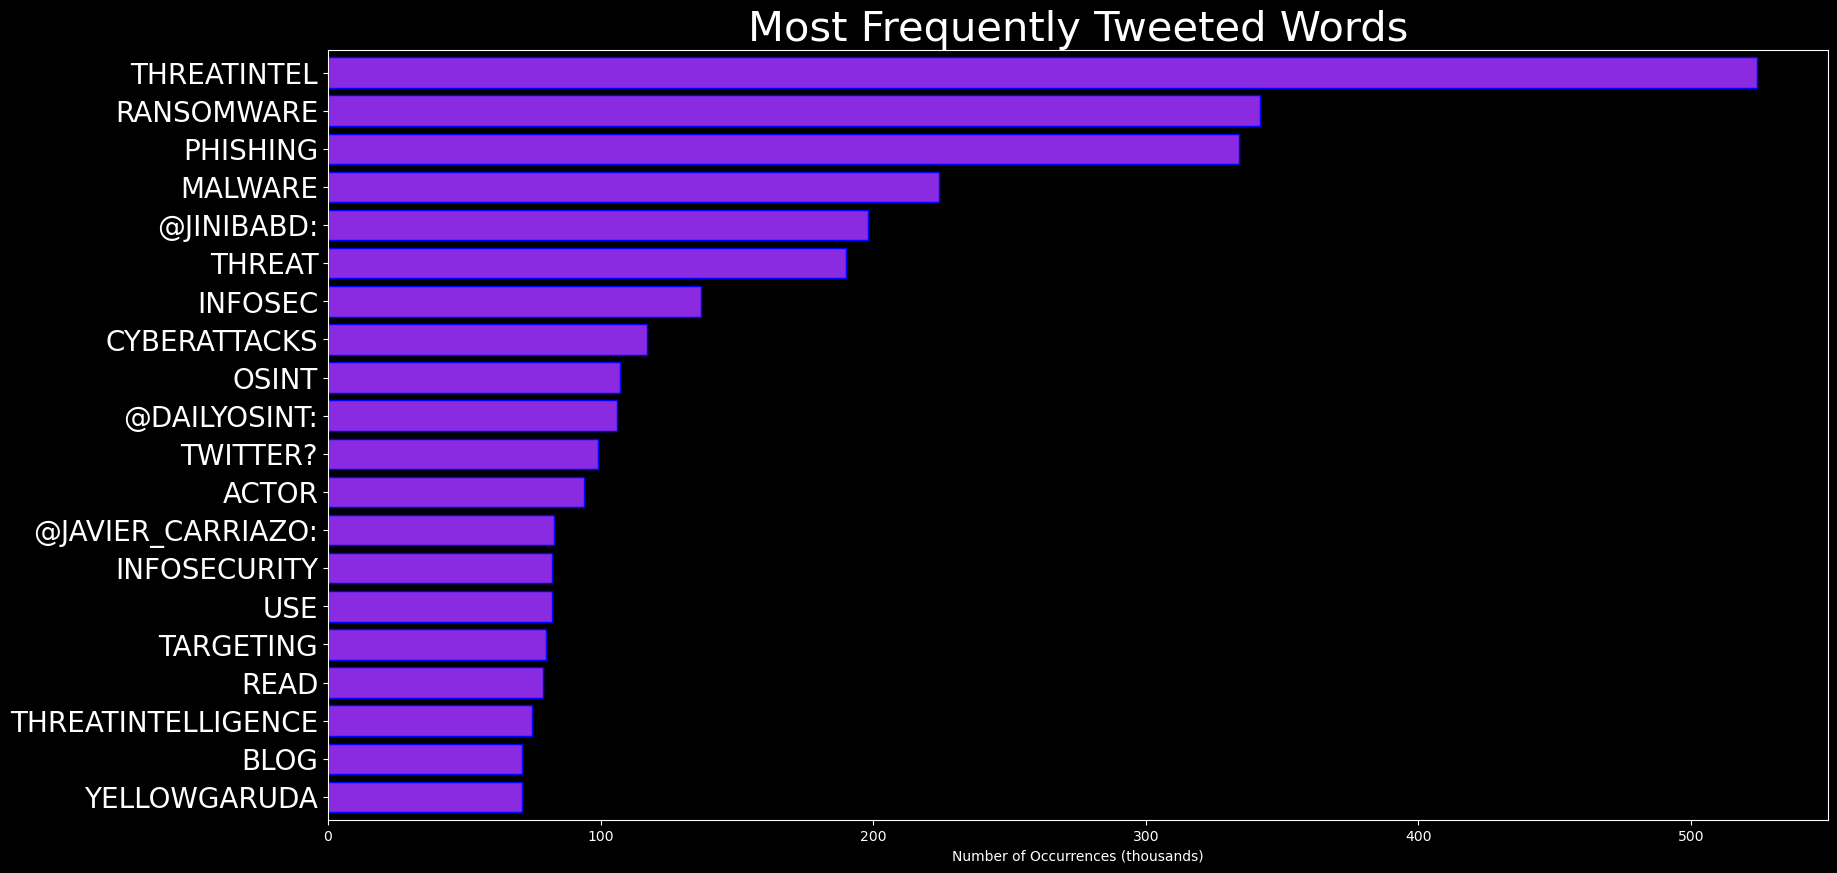 Most Frequently Tweeted Words
THREATINTEL
RANSOMWARE
PHISHING
MALWARE
@JINIBABD:
THREAT
INFOSEC
CYBERATTACKS
OSINT
@DAILYOSINT:
TWITTER?
ACTOR
@JAVIER_CARRIAZO:
INFOSECURITY
USE
TARGETING
READ
THREATINTELLIGENCE
BLOG
YELLOWGARUDA
0 100 200 300 400 500
Number of Occurrences (thousands)